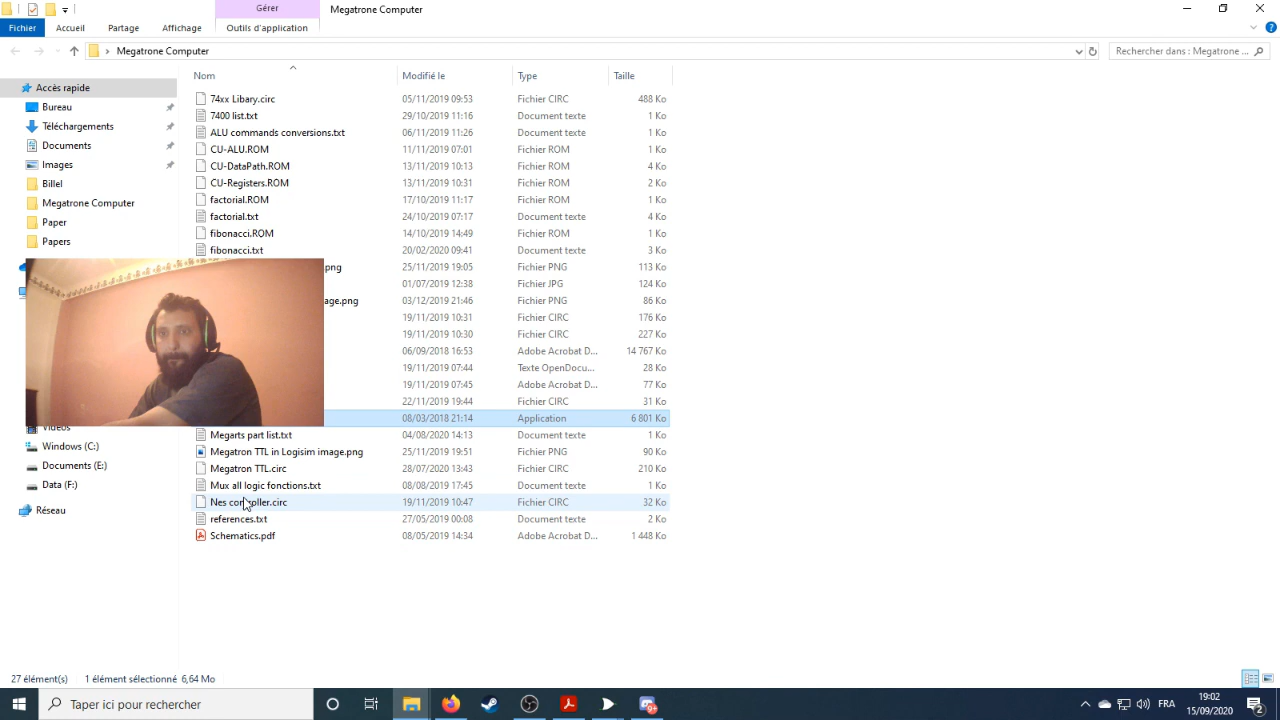 Gérer
Megatrone Computer
Fichier
Accueil
Partage
Affichage
Outils d'application
Megatrone Computer
Rechercher dans : Megatrone ...
Nom
Modifié le
Type
Taille
Accès rapide
Bureau
Téléchargements
Documents
Images
Billel
Megatrone Computer
Paper
Papers
Windows (C:)
Documents (E:)
Data (F:)
Réseau
74xx Libary.circ 05/11/2019 09:53 Fichier CIRC 488 Ko
7400 list.txt 29/10/2019 11:16 Document texte 1 Ko
ALU commands conversions.txt 06/11/2019 11:26 Document texte 1 Ko
CU-ALU.ROM 11/11/2019 07:01 Fichier ROM 1 Ko
CU-DataPath.ROM 13/11/2019 10:13 Fichier ROM 4 Ko
CU-Registers.ROM 13/11/2019 10:31 Fichier ROM 2 Ko
factorial.ROM 17/10/2019 11:17 Fichier ROM 1 Ko
factorial.txt 24/10/2019 07:17 Document texte 4 Ko
fibonacci.ROM 14/10/2019 14:49 Fichier ROM 1 Ko
fibonacci.txt 20/02/2020 09:41 Document texte 3 Ko
png 25/11/2019 19:05 Fichier PNG 113 Ko
01/07/2019 12:38 Fichier JPG 124 Ko
age.png 03/12/2019 21:46 Fichier PNG 86 Ko
19/11/2019 10:31 Fichier CIRC 176 Ko
19/11/2019 10:30 Fichier CIRC 227 Ko
06/09/2018 16:53 Adobe Acrobat D... 14 767 Ko
19/11/2019 07:44 Texte OpenDocu... 28 Ko
19/11/2019 07:45 Adobe Acrobat D... 77 Ko
22/11/2019 19:44 Fichier CIRC 31 Ko
08/03/2018 21:14 Application 6 801 Ko
Megarts part list.txt 04/08/2020 14:13 Document texte 1 Ko
Megatron TTL in Logisim image.png 25/11/2019 19:51 Fichier PNG 90 Ko
Megatron TTL.circ 28/07/2020 13:43 Fichier CIRC 210 Ko
Mux all logic fonctions.txt 08/08/2019 17:45 Document texte 1 Ko
Nes controller.circ 19/11/2019 10:47 Fichier CIRC 32 Ko
references.txt 27/05/2019 00:08 Document texte 2 Ko
Schematics.pdf 08/05/2019 14:34 Adobe Acrobat D... 1 448 Ko
27 élément(s) 1 élément sélectionné 6,64 Mo
Taper ici pour rechercher
FRA
19:02
15/09/2020
2